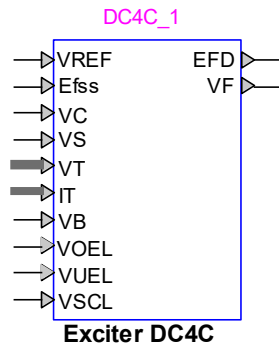 DC4C_1
VREF EFD
Efss VF
VC
VS
VT
IT
VB
VOEL
VUEL
VSCL
Exciter DC4C